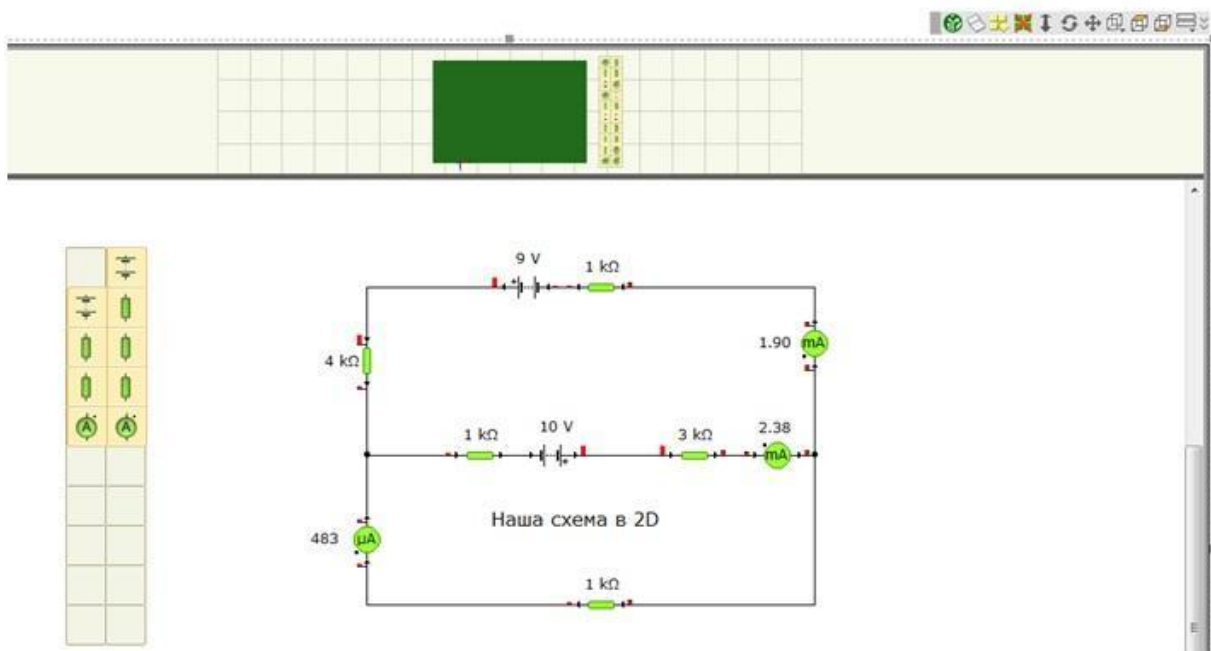 9 V
1 kΩ
1.90 mA
4 kΩ
1 kΩ
10 V
3 kΩ
2.38
mA
Наша схема в 2D
483 μA
1 kΩ
A A